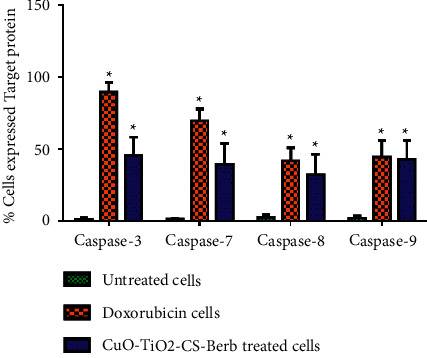 % Cells expressed Target protein
150
100
50
0
* * * * * * * *
Caspase-3 Caspase-7 Caspase-8 Caspase-9
Untreated cells
Doxorubicin cells
CuO-TiO2-CS-Berb treated cells